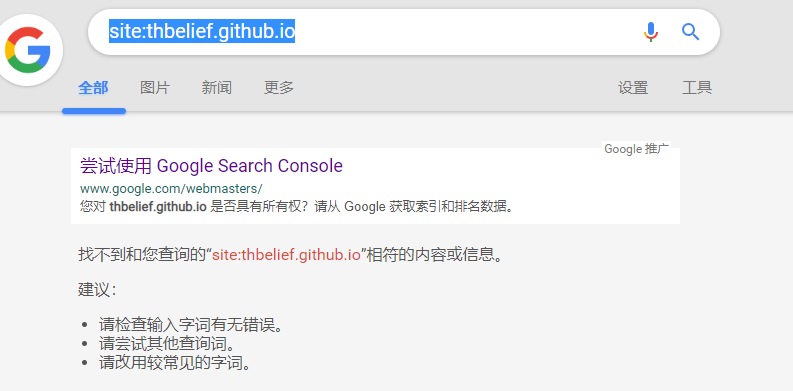 site:thbelief.github.io
全部 图片 新闻 更多 设置 工具
Google 推广
尝试使用 Google Search Console
www.google.com/webmasters/
您对 thbelief.github.io 是否具有所有权？请从 Google 获取索引和排名数据。
找不到和您查询的“site:thbelief.github.io”相符的内容或信息。
建议：
请检查输入字词有无错误。
请尝试其他查询词。
请改用较常见的字词。